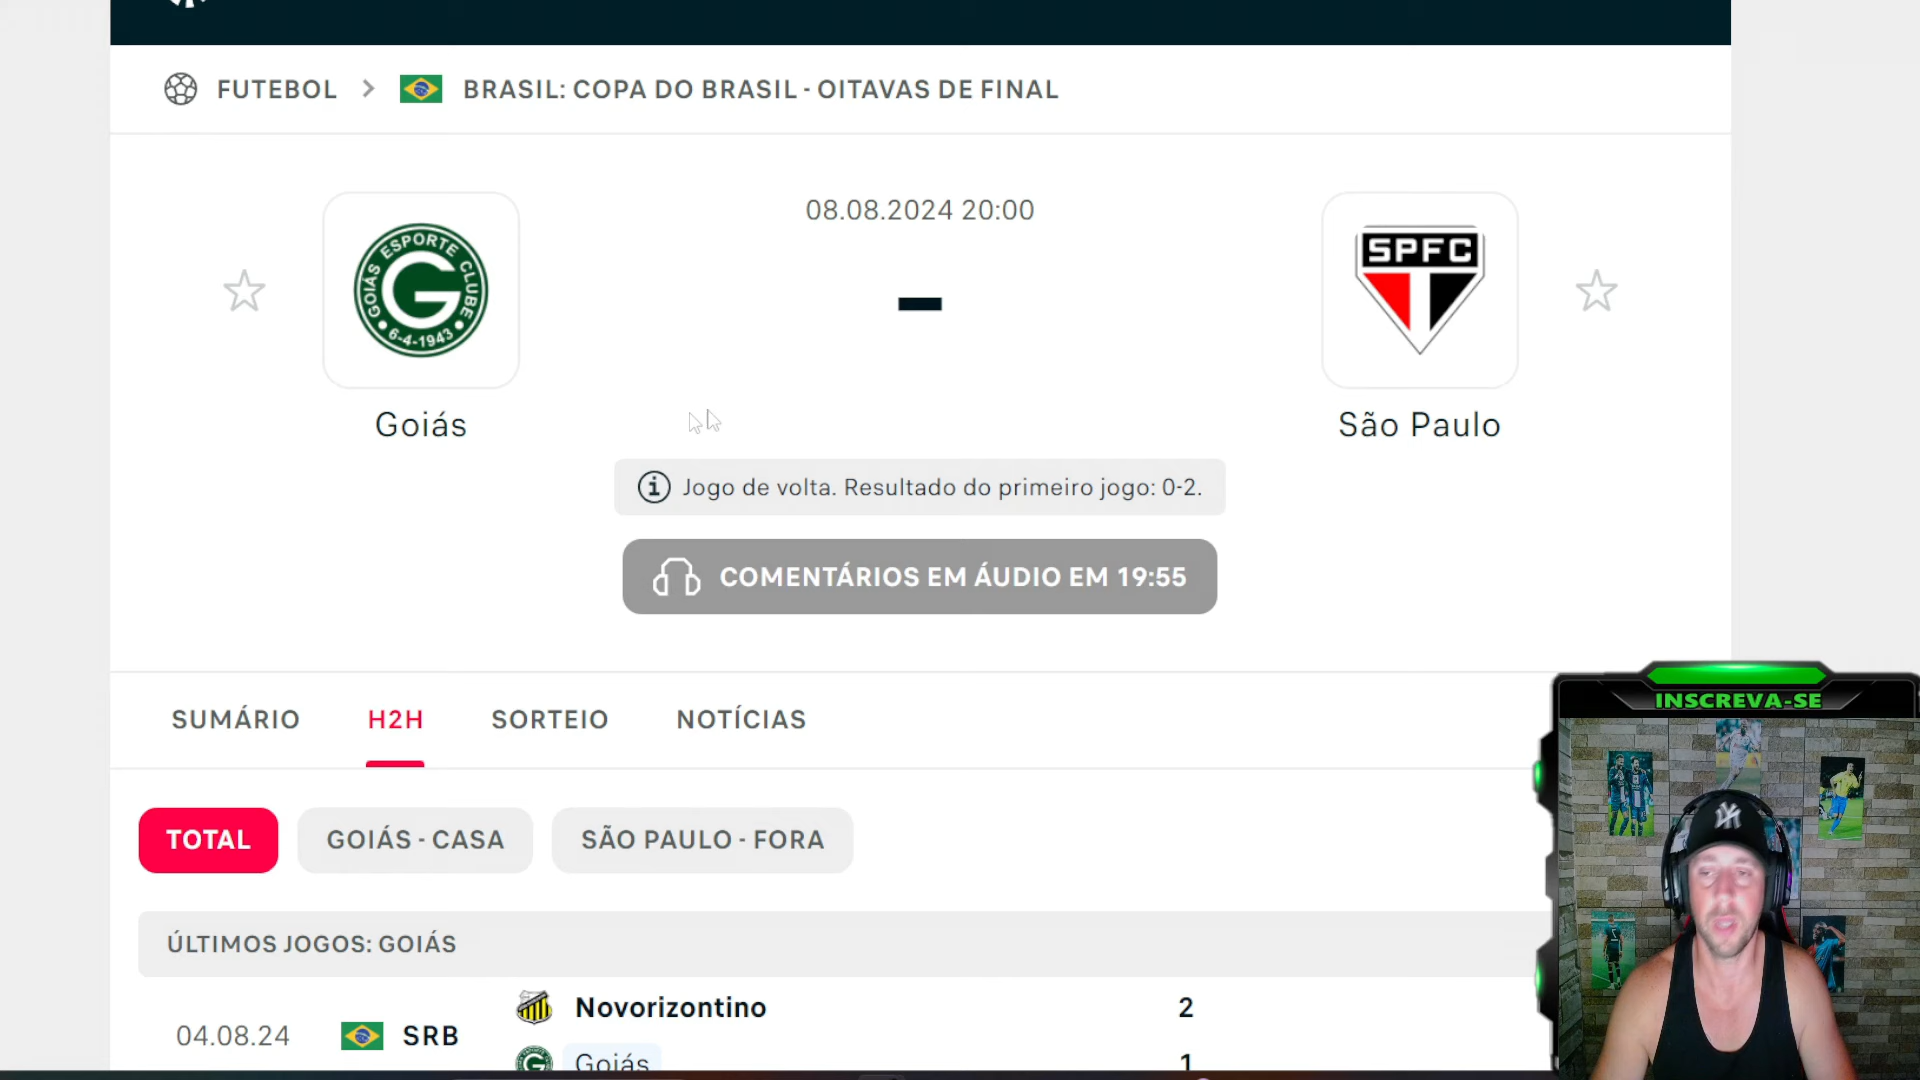 FUTEBOL
BRASIL: COPA DO BRASIL - OITAVAS DE FINAL
08.08.2024 20:00
GOIÁS ESPORTE CLUBE
6-4-1943
SPFC
Goiás
São Paulo
Jogo de volta. Resultado do primeiro jogo: 0-2.
COMENTÁRIOS EM ÁUDIO EM 19:55
INSCREVA-SE
SUMÁRIO
H2H
SORTEIO
NOTÍCIAS
TOTAL
GOIÁS - CASA
SÃO PAULO - FORA
ÚLTIMOS JOGOS: GOIÁS
04.08.24
SRB
Novorizontino
2
Goiás
1